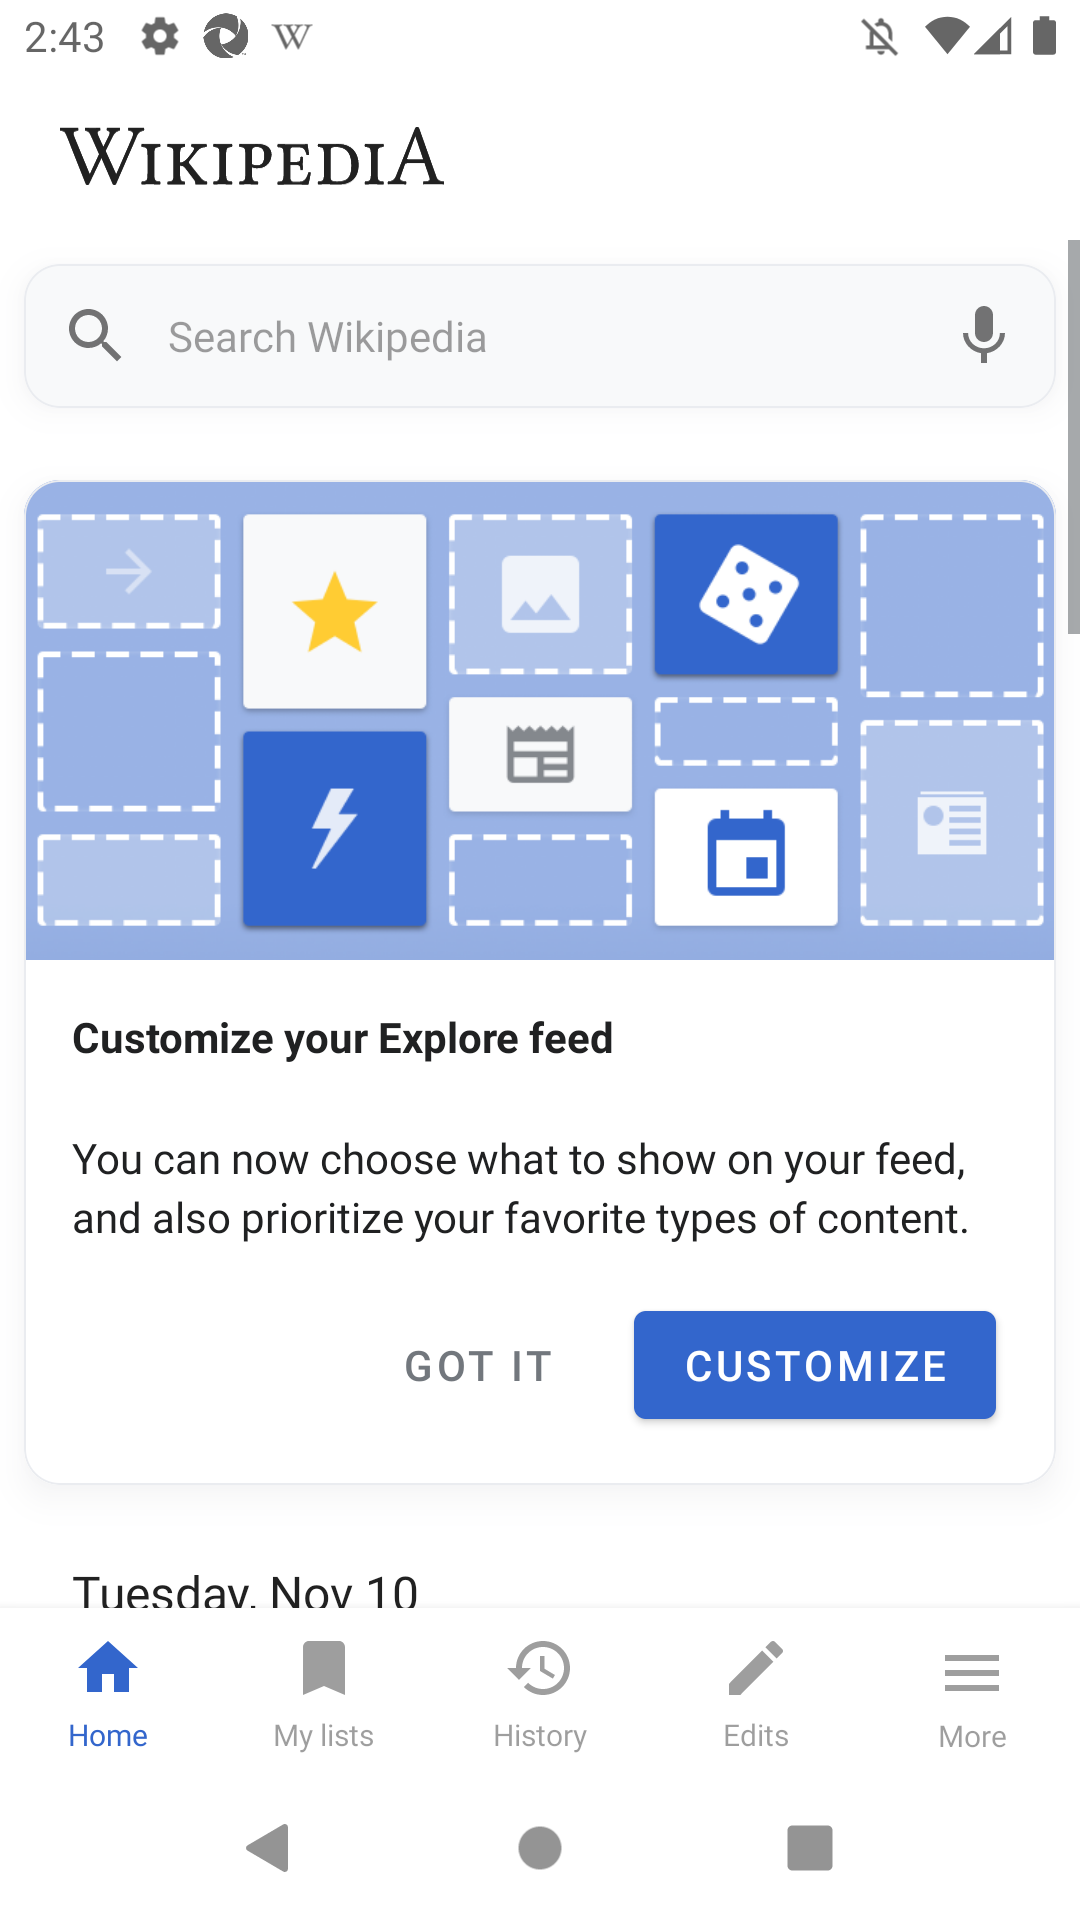 2:43
WIKIPEDIA
Search Wikipedia
Customize your Explore feed
You can now choose what to show on your feed,
and also prioritize your favorite types of content.
GOT IT
CUSTOMIZE
Tuesday, Nov 10
Home
My lists
History
Edits
More